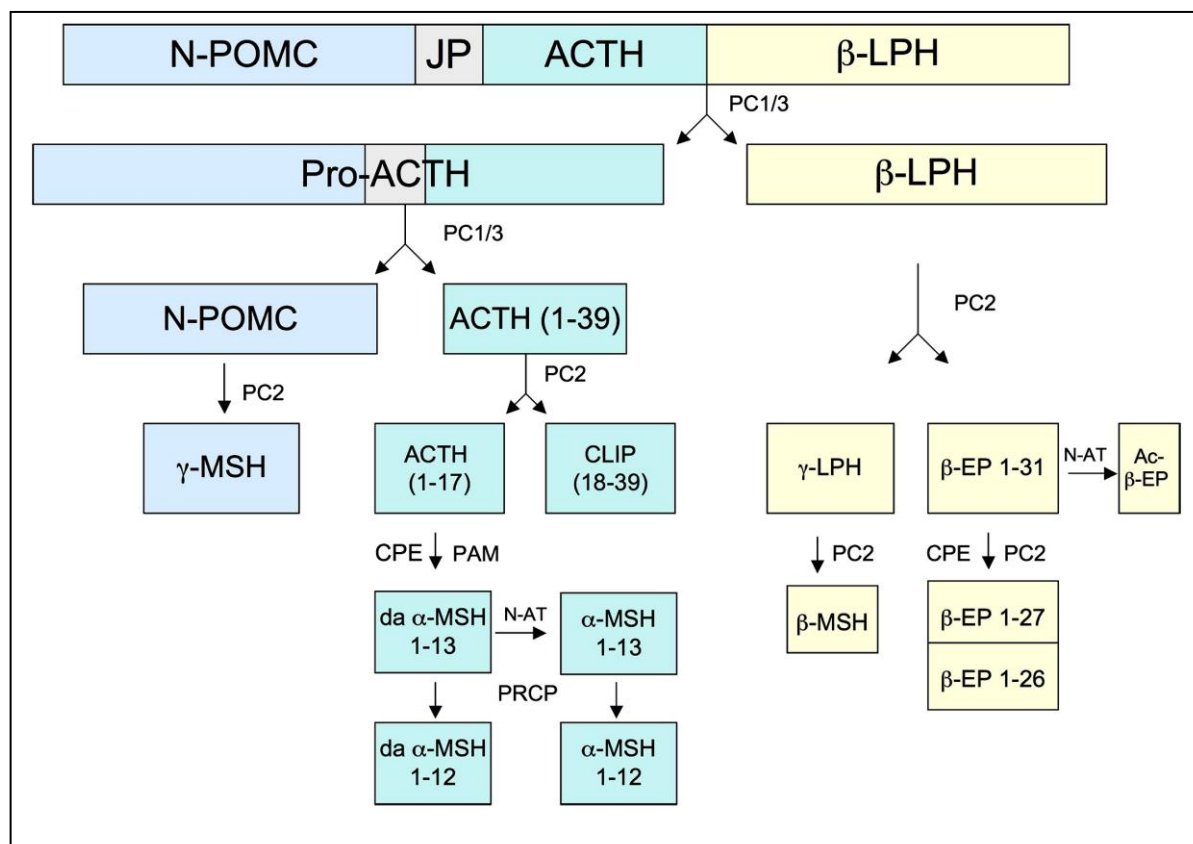 N-POMC JP ACTH β-LPH
PC1/3
Pro-ACTH β-LPH
PC1/3
PC2
N-POMC ACTH (1-39)
PC2 PC2
γ-MSH
ACTH
(1-17)
CLIP
(18-39)
γ-LPH
β-EP 1-31
N-AT
Ac-
β-EP
CPE PAM
PC2
CPE PC2
da α-MSH
1-13
N-AT
α-MSH
1-13
β-MSH
β-EP 1-27
β-EP 1-26
PRCP
da α-MSH
1-12
α-MSH
1-12